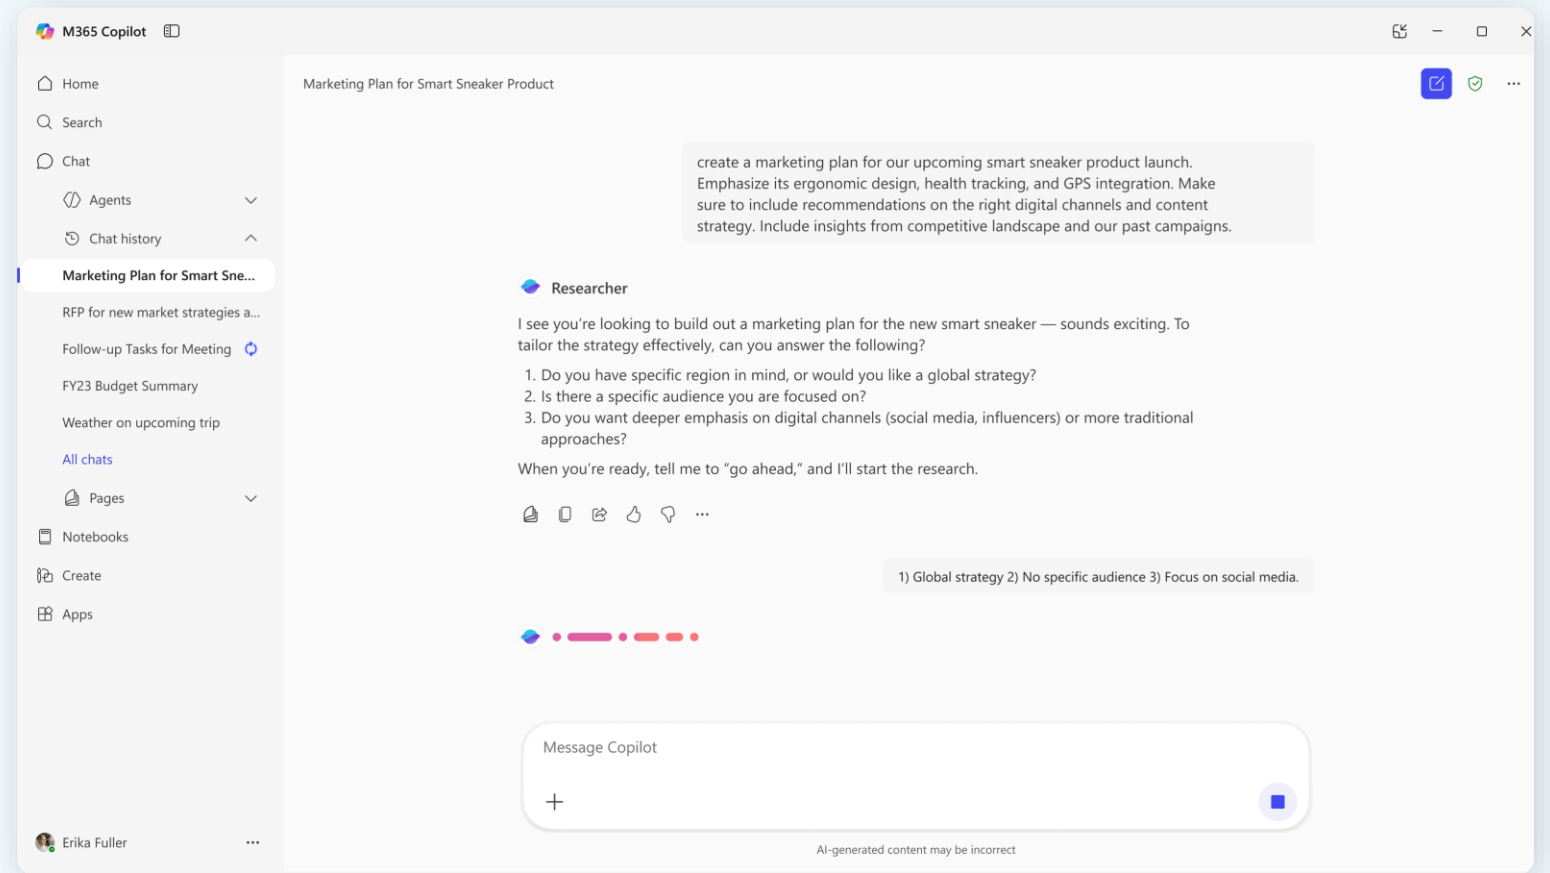 M365 Copilot
Home
Search
Chat
Agents
Chat history
Marketing Plan for Smart Sne...
RFP for new market strategies a...
Follow-up Tasks for Meeting
FY23 Budget Summary
Weather on upcoming trip
All chats
Pages
Notebooks
Create
Apps
Erika Fuller
Marketing Plan for Smart Sneaker Product
create a marketing plan for our upcoming smart sneaker product launch.
Emphasize its ergonomic design, health tracking, and GPS integration. Make
sure to include recommendations on the right digital channels and content
strategy. Include insights from competitive landscape and our past campaigns.
Researcher
I see you’re looking to build out a marketing plan for the new smart sneaker — sounds exciting. To
tailor the strategy effectively, can you answer the following?
1. Do you have specific region in mind, or would you like a global strategy?
2. Is there a specific audience you are focused on?
3. Do you want deeper emphasis on digital channels (social media, influencers) or more traditional
approaches?
When you’re ready, tell me to “go ahead,” and I’ll start the research.
1) Global strategy 2) No specific audience 3) Focus on social media.
Message Copilot
AI-generated content may be incorrect